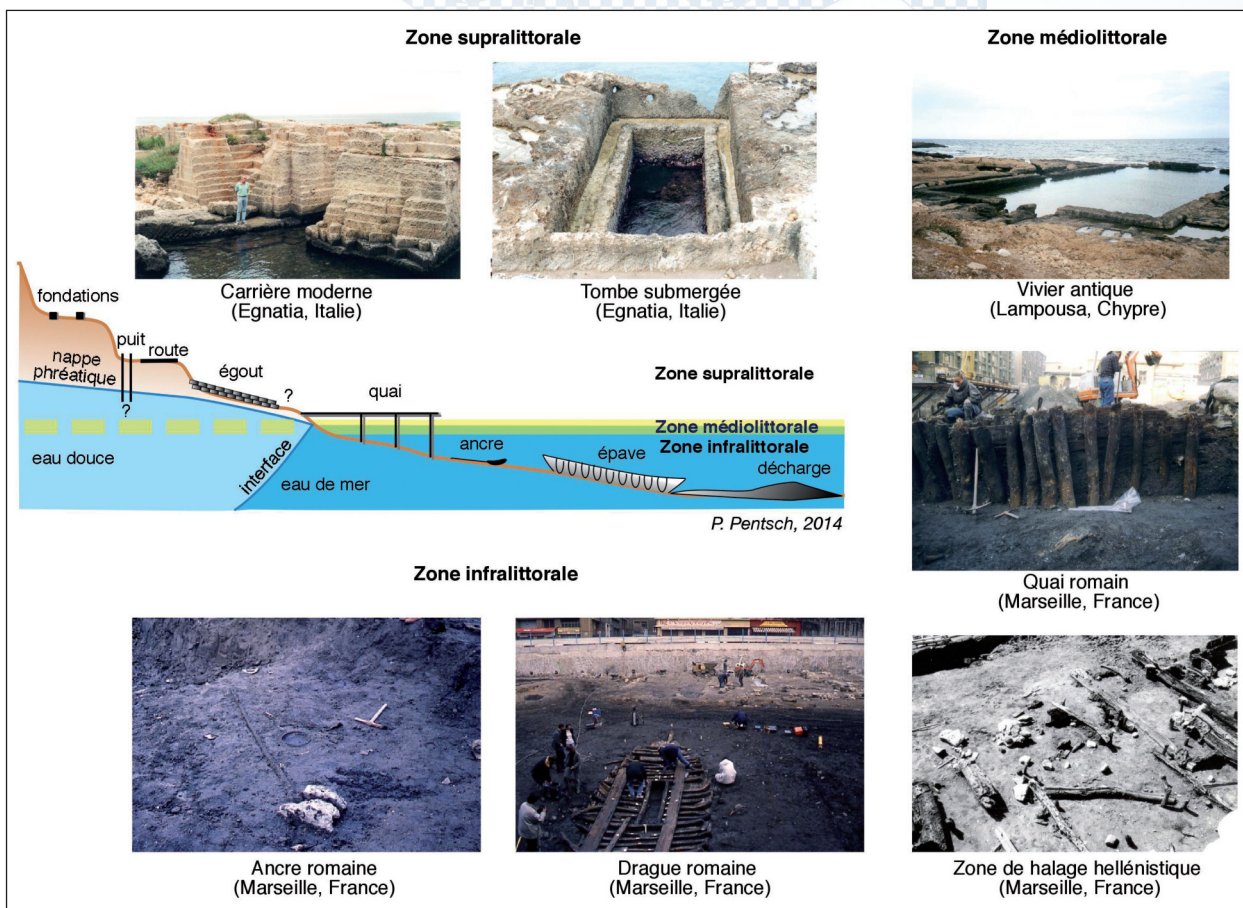 Zone supralittorale
Zone médiolittorale
Carrière moderne
(Egnatia, Italie)
Tombe submergée
(Egnatia, Italie)
Vivier antique
(Lampousa, Chypre)
fondations
puit
route
nappe
phréatique
égout
?
?
quai
Zone supralittorale
Zone médiolittorale
Zone infralittorale
ancre
épave
décharge
eau douce
interface
eau de mer
P. Pentsch, 2014
Quai romain
(Marseille, France)
Zone infralittorale
Ancre romaine
(Marseille, France)
Drague romaine
(Marseille, France)
Zone de halage hellénistique
(Marseille, France)